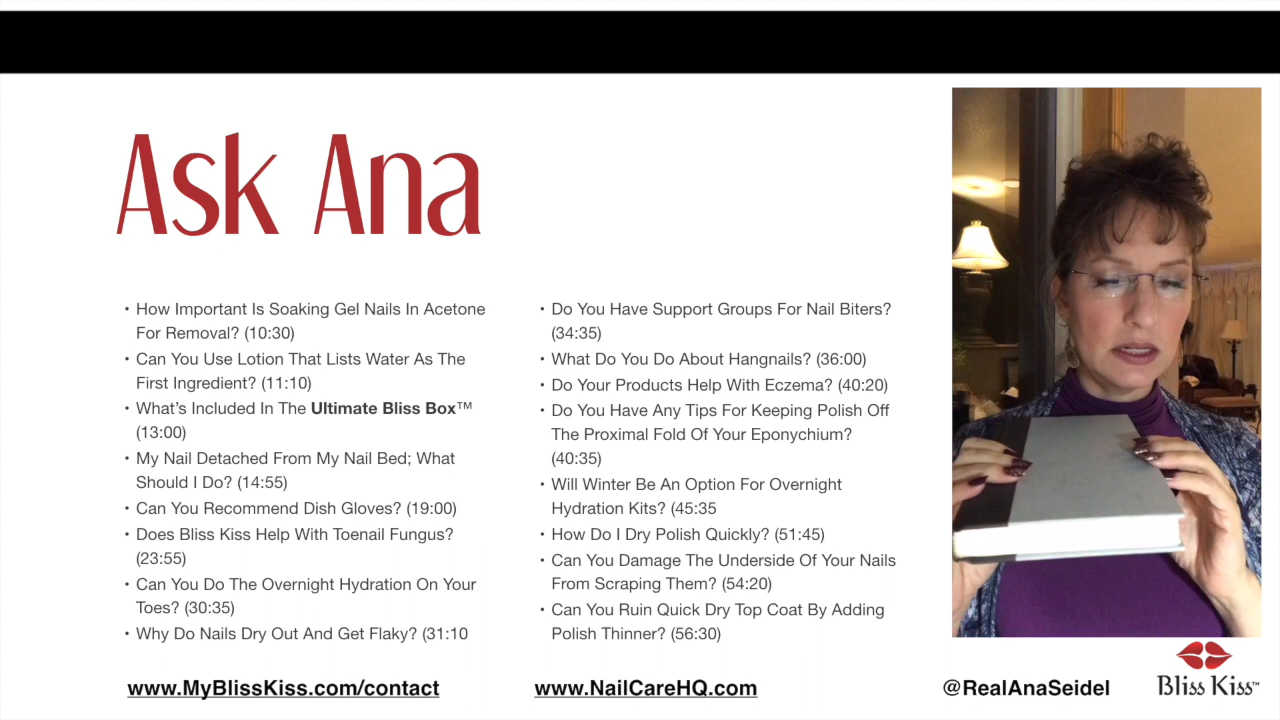 Ask Ana
• How Important Is Soaking Gel Nails In Acetone
For Removal? (10:30)
• Can You Use Lotion That Lists Water As The
First Ingredient? (11:10)
• What’s Included In The Ultimate Bliss Box™
(13:00)
• My Nail Detached From My Nail Bed; What
Should I Do? (14:55)
• Can You Recommend Dish Gloves? (19:00)
• Does Bliss Kiss Help With Toenail Fungus?
(23:55)
• Can You Do The Overnight Hydration On Your
Toes? (30:35)
• Why Do Nails Dry Out And Get Flaky? (31:10
• Do You Have Support Groups For Nail Biters?
(34:35)
• What Do You Do About Hangnails? (36:00)
• Do Your Products Help With Eczema? (40:20)
• Do You Have Any Tips For Keeping Polish Off
The Proximal Fold Of Your Eponychium?
(40:35)
• Will Winter Be An Option For Overnight
Hydration Kits? (45:35
• How Do I Dry Polish Quickly? (51:45)
• Can You Damage The Underside Of Your Nails
From Scraping Them? (54:20)
• Can You Ruin Quick Dry Top Coat By Adding
Polish Thinner? (56:30)
www.MyBlissKiss.com/contact
www.NailCareHQ.com
@RealAnaSeidel
Bliss Kiss™